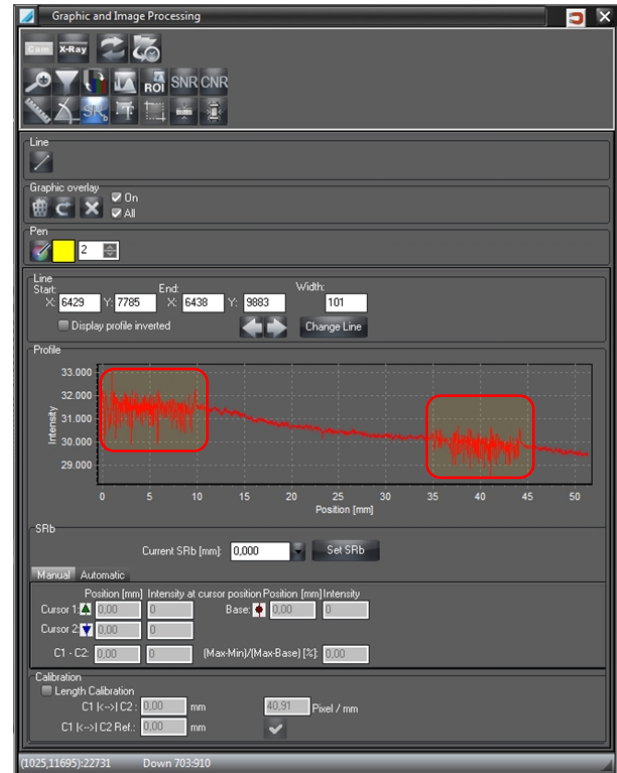 Graphic and Image Processing
Cam X-Ray
ROI SNR CNR
SRb
Line
Graphic overlay
On
All
Pen
2
Line
Start: End: Width:
X: 6429 Y: 7785 X: 6438 Y: 9883 101
Display profile inverted Change Line
Profile
33.000
32.000
31.000
30.000
29.000
Intensity
0 5 10 15 20 25 30 35 40 45 50
Position [mm]
SRb
Current SRb [mm]: 0,000 Set SRb
Manual Automatic
Position [mm] Intensity at cursor position Position [mm] Intensity
Cursor 1: 0,00 0 Base: 0,00 0
Cursor 2: 0,00 0
C1 - C2: 0,00 0 (Max-Min)/(Max-Base) [%]: 0,00
Calibration
Length Calibration
C1 |<-->| C2 : 0,00 mm 40,91 Pixel / mm
C1 |<-->| C2 Ref.: 0,00 mm
(1025,11695):22731 Down 703:910